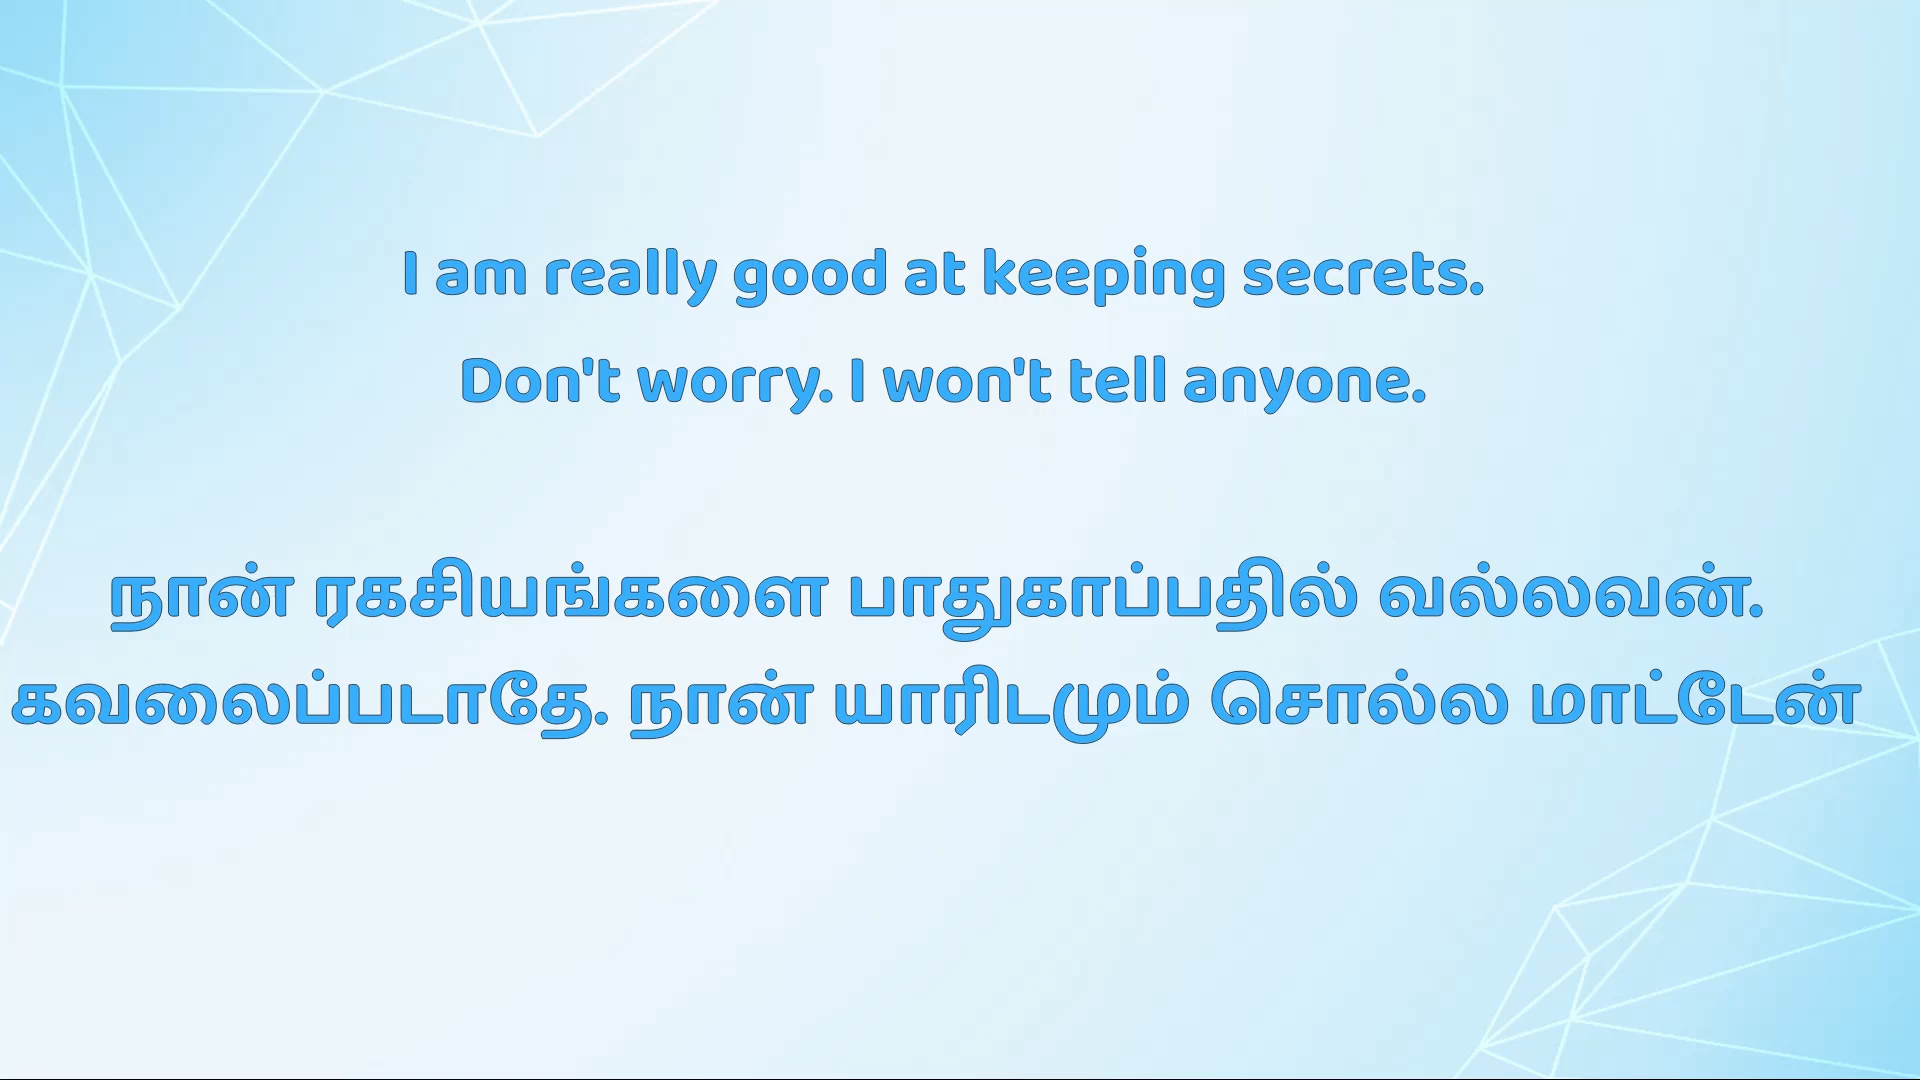 I am really good at keeping secrets.
Don't worry. I won't tell anyone.
நான் ரகசியங்களை பாதுகாப்பதில் வல்லவன்.
கவலைப்படாதே. நான் யாரிடமும் சொல்ல மாட்டேன்